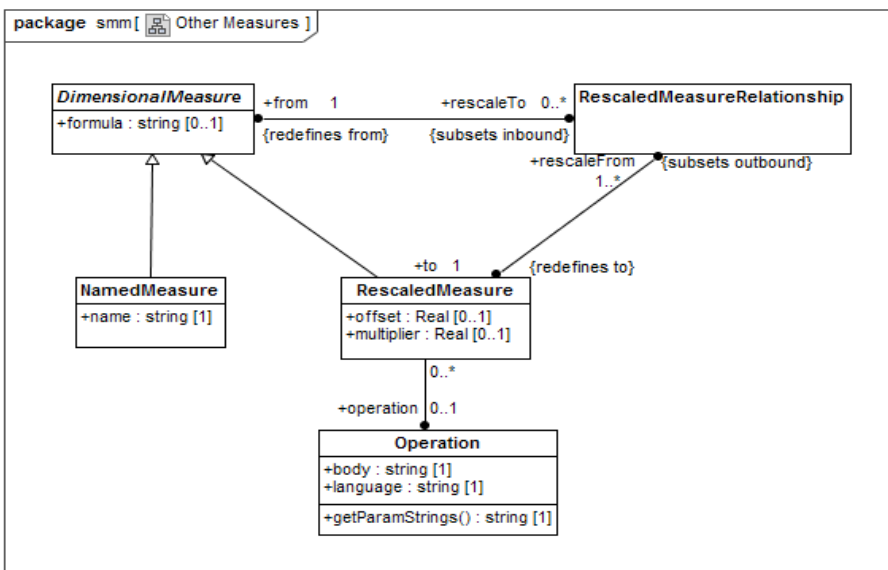 package smm[ Other Measures ]
DimensionalMeasure
+formula : string [0..1]
+from 1
+rescaleTo 0..*
{redefines from}
{subsets inbound}
RescaledMeasureRelationship
+rescaleFrom
1..*
{subsets outbound}
+to 1
{redefines to}
NamedMeasure
+name : string [1]
RescaledMeasure
+offset : Real [0..1]
+multiplier : Real [0..1]
0..*
+operation 0..1
Operation
+body : string [1]
+language : string [1]
+getParamStrings() : string [1]